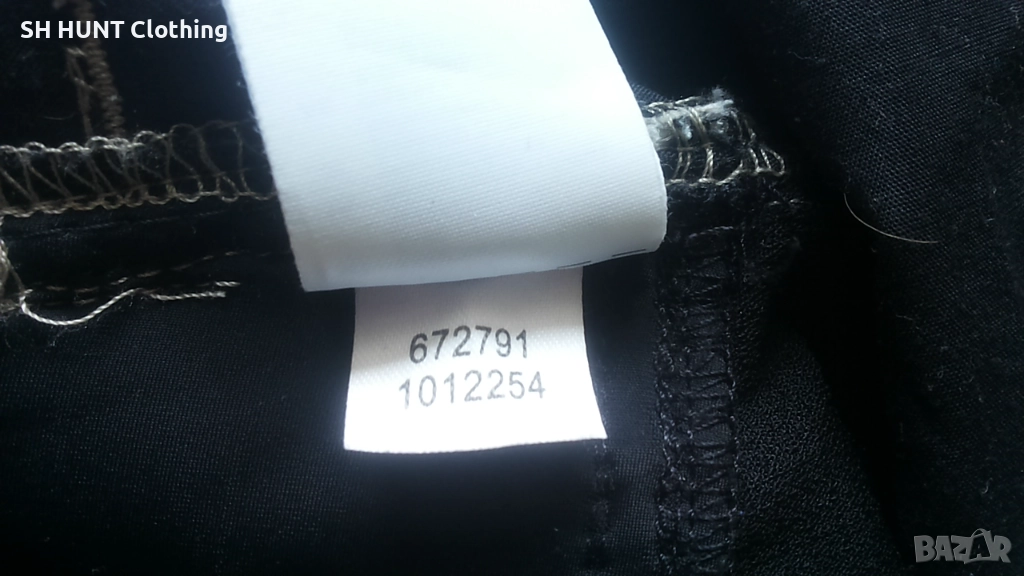 SH HUNT Clothing
672791
1012254
BAZAR